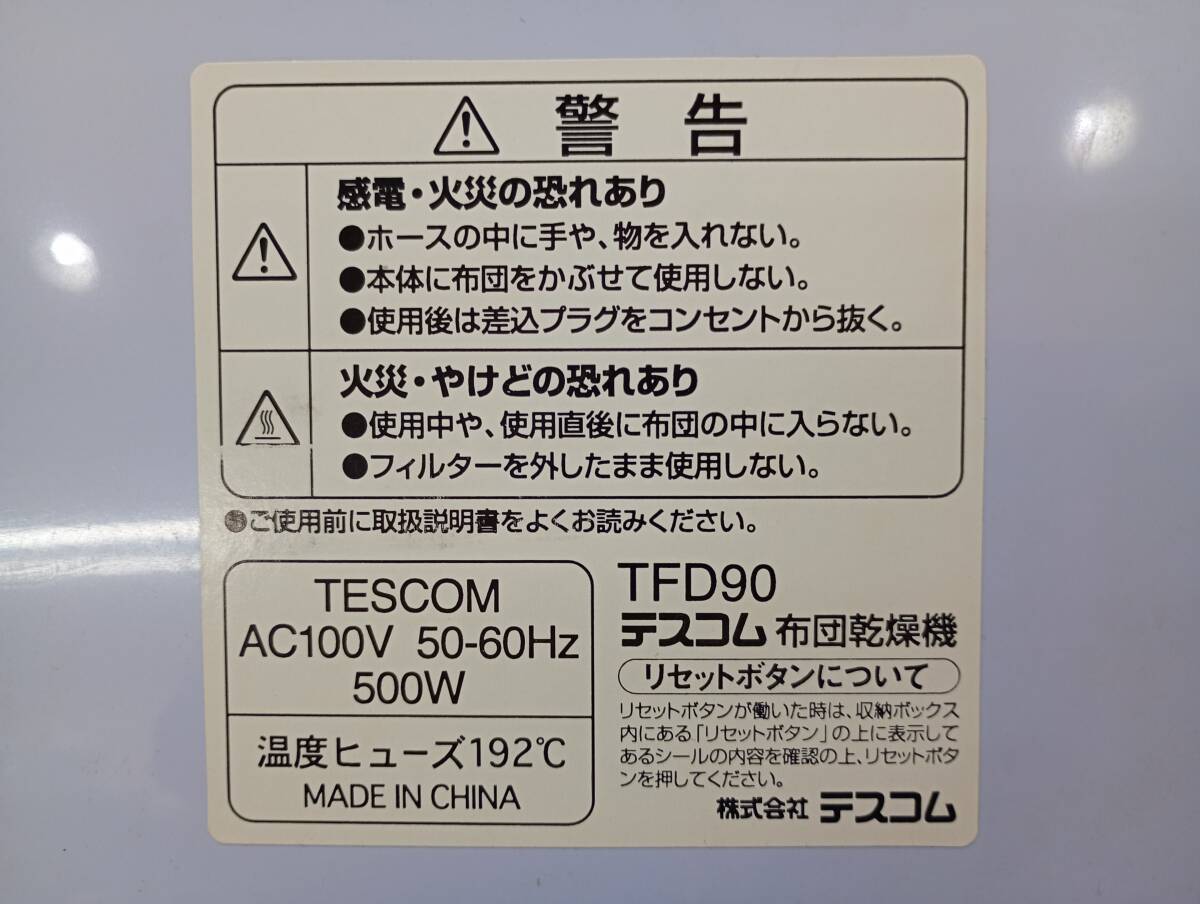 警告
感電・火災の恐れあり
●ホースの中に手や、物を入れない。
●本体に布団をかぶせて使用しない。
●使用後は差込プラグをコンセントから抜く。
火災・やけどの恐れあり
●使用中や、使用直後に布団の中に入らない。
●フィルターを外したまま使用しない。
●ご使用前に取扱説明書をよくお読みください。
TESCOM
AC100V 50-60Hz
500W
温度ヒューズ192℃
MADE IN CHINA
TFD90
テスコム 布団乾燥機
リセットボタンについて
リセットボタンが働いた時は、収納ボックス
内にある「リセットボタン」の上に表示して
あるシールの内容を確認の上、リセットボタ
ンを押してください。
株式会社 テスコム